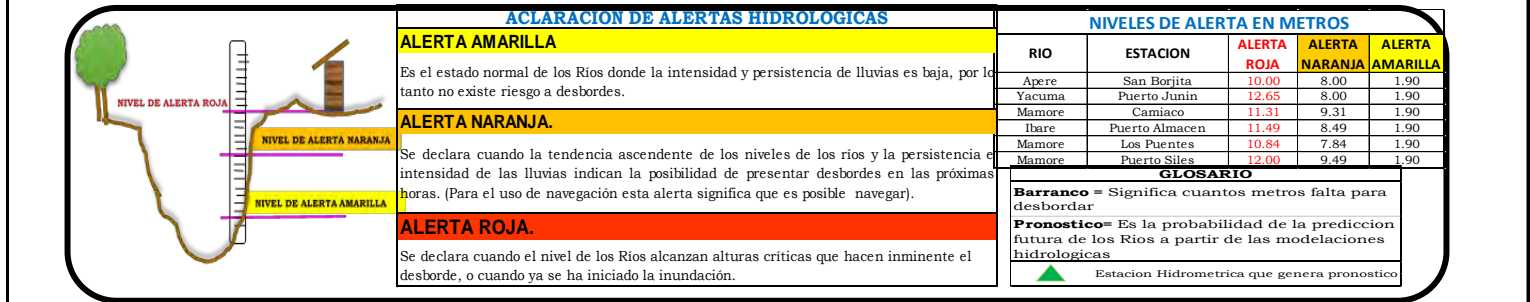 NIVEL DE ALERTA ROJA
NIVEL DE ALERTA NARANJA
NIVEL DE ALERTA AMARILLA
ACLARACION DE ALERTAS HIDROLOGICAS
ALERTA AMARILLA
Es el estado normal de los Ríos donde la intensidad y persistencia de lluvias es baja, por lo
tanto no existe riesgo a desbordes.
ALERTA NARANJA.
Se declara cuando la tendencia ascendente de los niveles de los ríos y la persistencia e
intensidad de las lluvias indican la posibilidad de presentar desbordes en las próximas
horas. (Para el uso de navegación esta alerta significa que es posible navegar).
ALERTA ROJA.
Se declara cuando el nivel de los Rios alcanzan alturas críticas que hacen inminente el
desborde, o cuando ya se ha iniciado la inundación.
NIVELES DE ALERTA EN METROS
RIO ESTACION ALERTA ROJA ALERTA NARANJA ALERTA AMARILLA
Apere San Borjita 10.00 8.00 1.90
Yacuma Puerto Junin 12.65 8.00 1.90
Mamore Camiaco 11.31 9.31 1.90
Ibare Puerto Almacen 11.49 8.49 1.90
Mamore Los Puentes 10.84 7.84 1.90
Mamore Puerto Siles 12.00 9.49 1.90
GLOSARIO
Barranco = Significa cuantos metros falta para
desbordar
Pronostico= Es la probabilidad de la prediccion
futura de los Rios a partir de las modelaciones
hidrologicas
Estacion Hidrometrica que genera pronostico